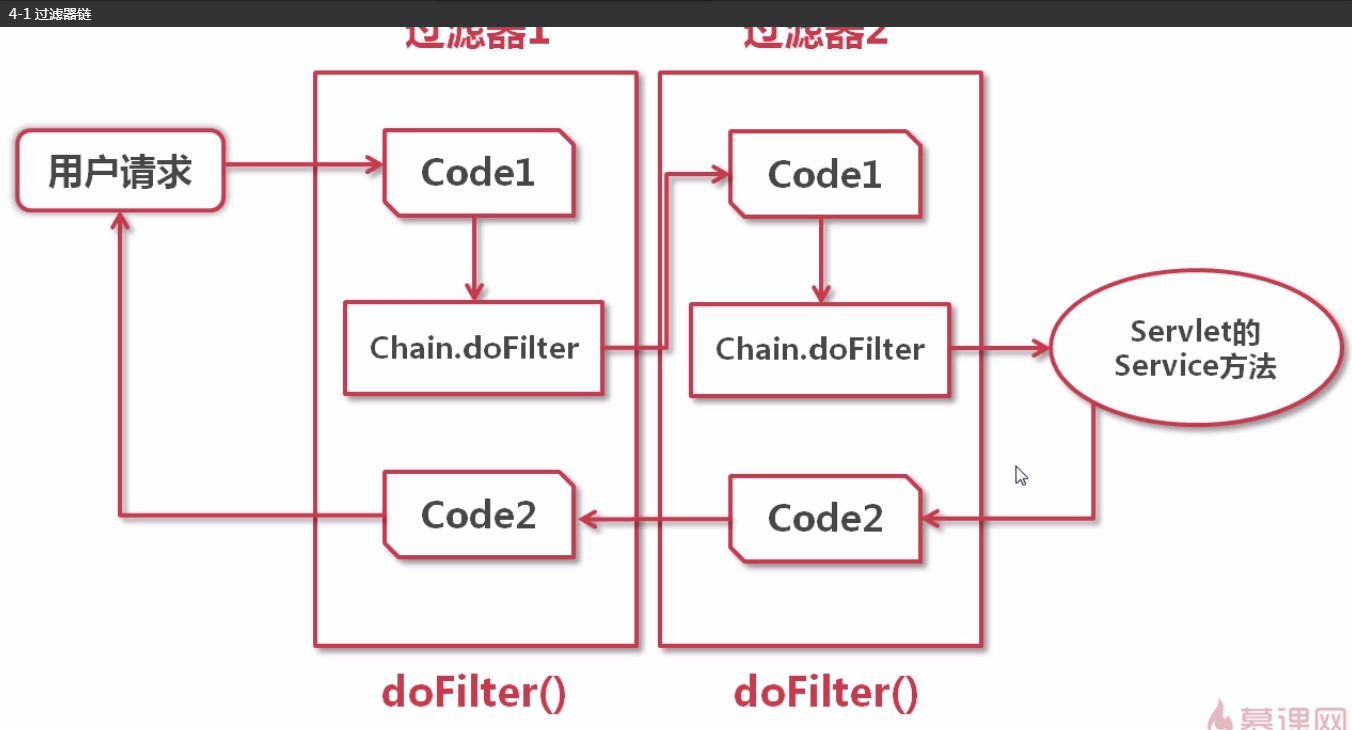 4-1 过滤器链
过滤器1
过滤器2
用户请求
Code1
Code1
Chain.doFilter
Chain.doFilter
Servlet的
Service方法
Code2
Code2
doFilter()
doFilter()
慕课网